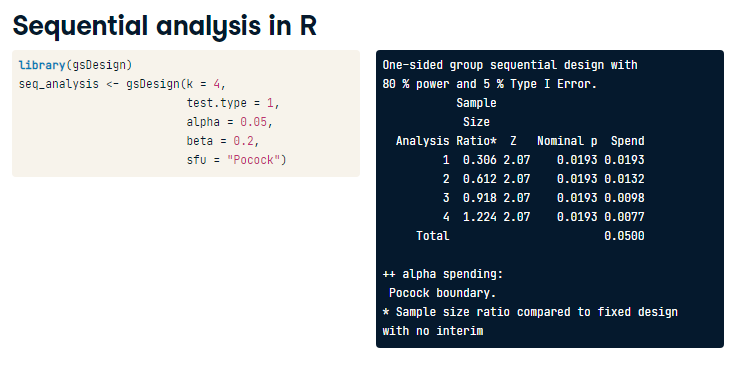 Sequential analysis in R
library(gsDesign)
seq_analysis <- gsDesign(k = 4,
test.type = 1,
alpha = 0.05,
beta = 0.2,
sfu = "Pocock")
One-sided group sequential design with
80 % power and 5 % Type I Error.
Sample
Size
Analysis Ratio* Z Nominal p Spend
1 0.306 2.07 0.0193 0.0193
2 0.612 2.07 0.0193 0.0132
3 0.918 2.07 0.0193 0.0098
4 1.224 2.07 0.0193 0.0077
Total 0.0500
++ alpha spending:
Pocock boundary.
* Sample size ratio compared to fixed design
with no interim